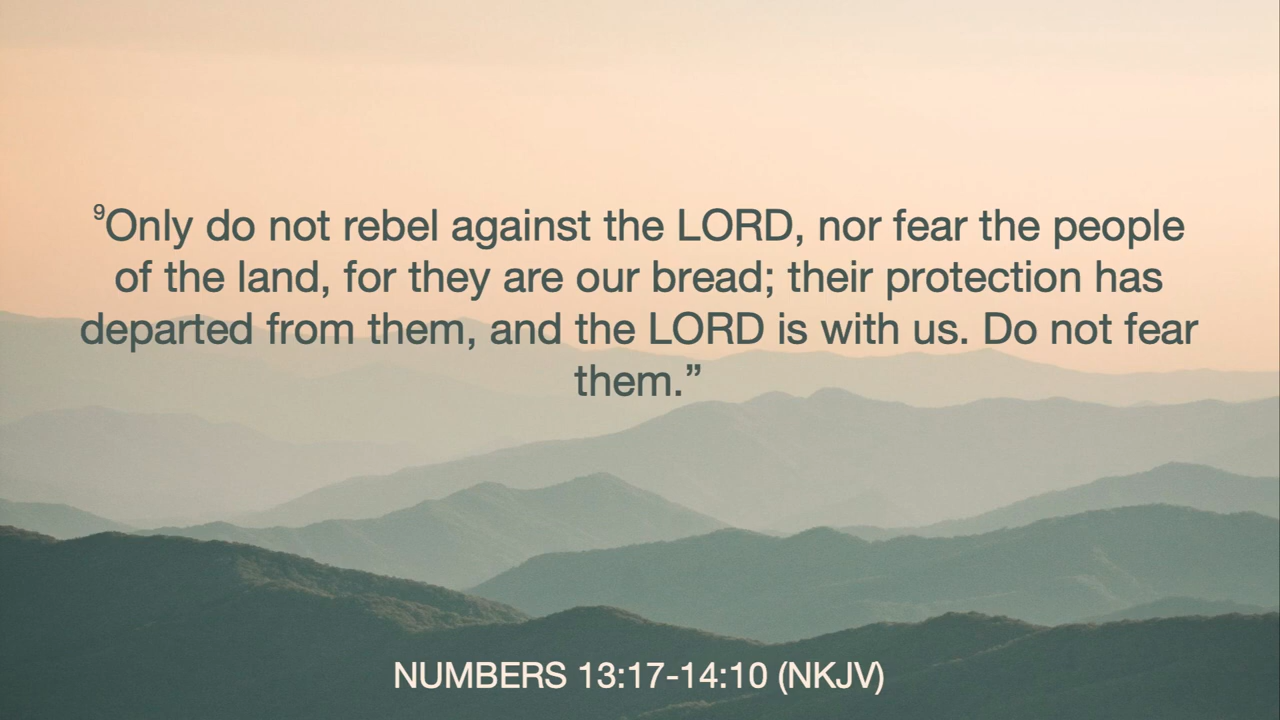 ⁹Only do not rebel against the LORD, nor fear the people
of the land, for they are our bread; their protection has
departed from them, and the LORD is with us. Do not fear
them.”
NUMBERS 13:17-14:10 (NKJV)